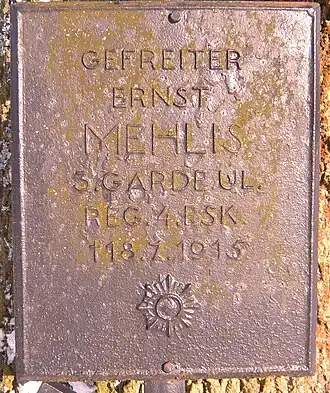 GEFREITER
ERNST
MEHLIS
3. GARDE UL.
REG. 4. ESK.
† 18.7.1915